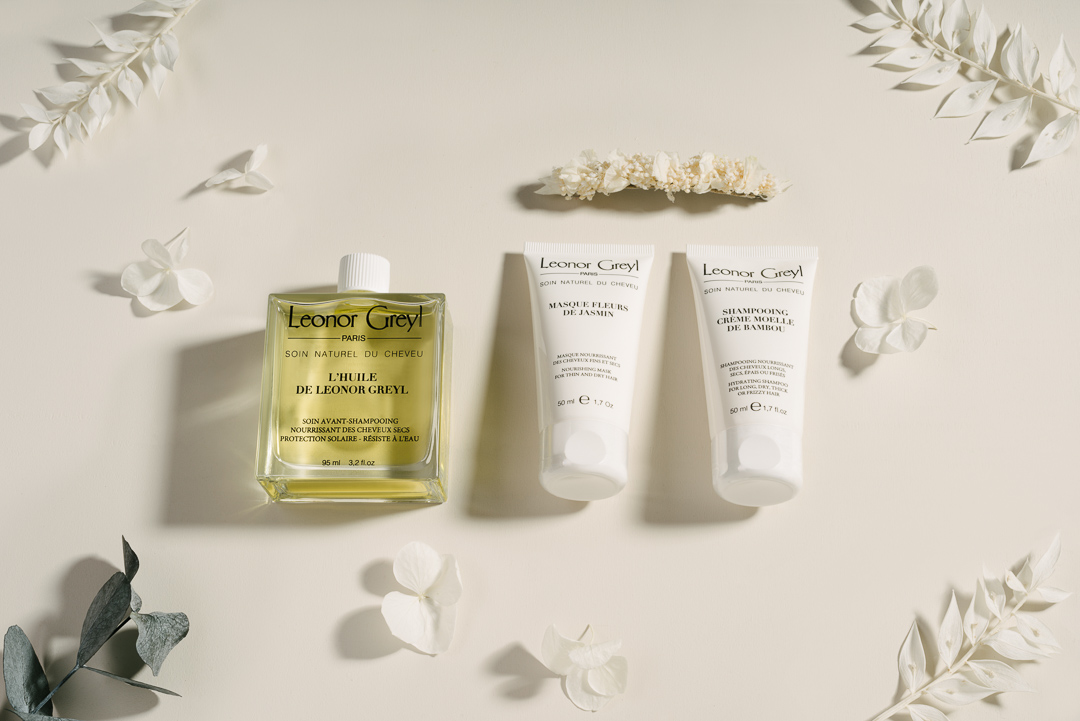 Leonor Greyl
PARIS
SOIN NATUREL DU CHEVEU
L'HUILE
DE LEONOR GREYL
SOIN AVANT-SHAMPOOING
NOURRISSANT DES CHEVEUX SECS
PROTECTION SOLAIRE - RÉSISTE À L'EAU
95 ml 3,2 fl.oz
Leonor Greyl
PARIS
SOIN NATUREL DU CHEVEU
MASQUE FLEURS
DE JASMIN
MASQUE NOURRISSANT
DES CHEVEUX FINS ET SECS
NOURISHING MASK
FOR THIN AND DRY HAIR
50 ml ℮ 1,7 Oz
Leonor Greyl
PARIS
SOIN NATUREL DU CHEVEU
SHAMPOOING
CRÈME MOELLE
DE BAMBOU
SHAMPOOING NOURRISSANT
DES CHEVEUX LONGS,
SECS, ÉPAIS OU FRISÉS
HYDRATING SHAMPOO
FOR LONG, DRY, THICK
OR FRIZZY HAIR
50 ml ℮ 1,7 fl.oz